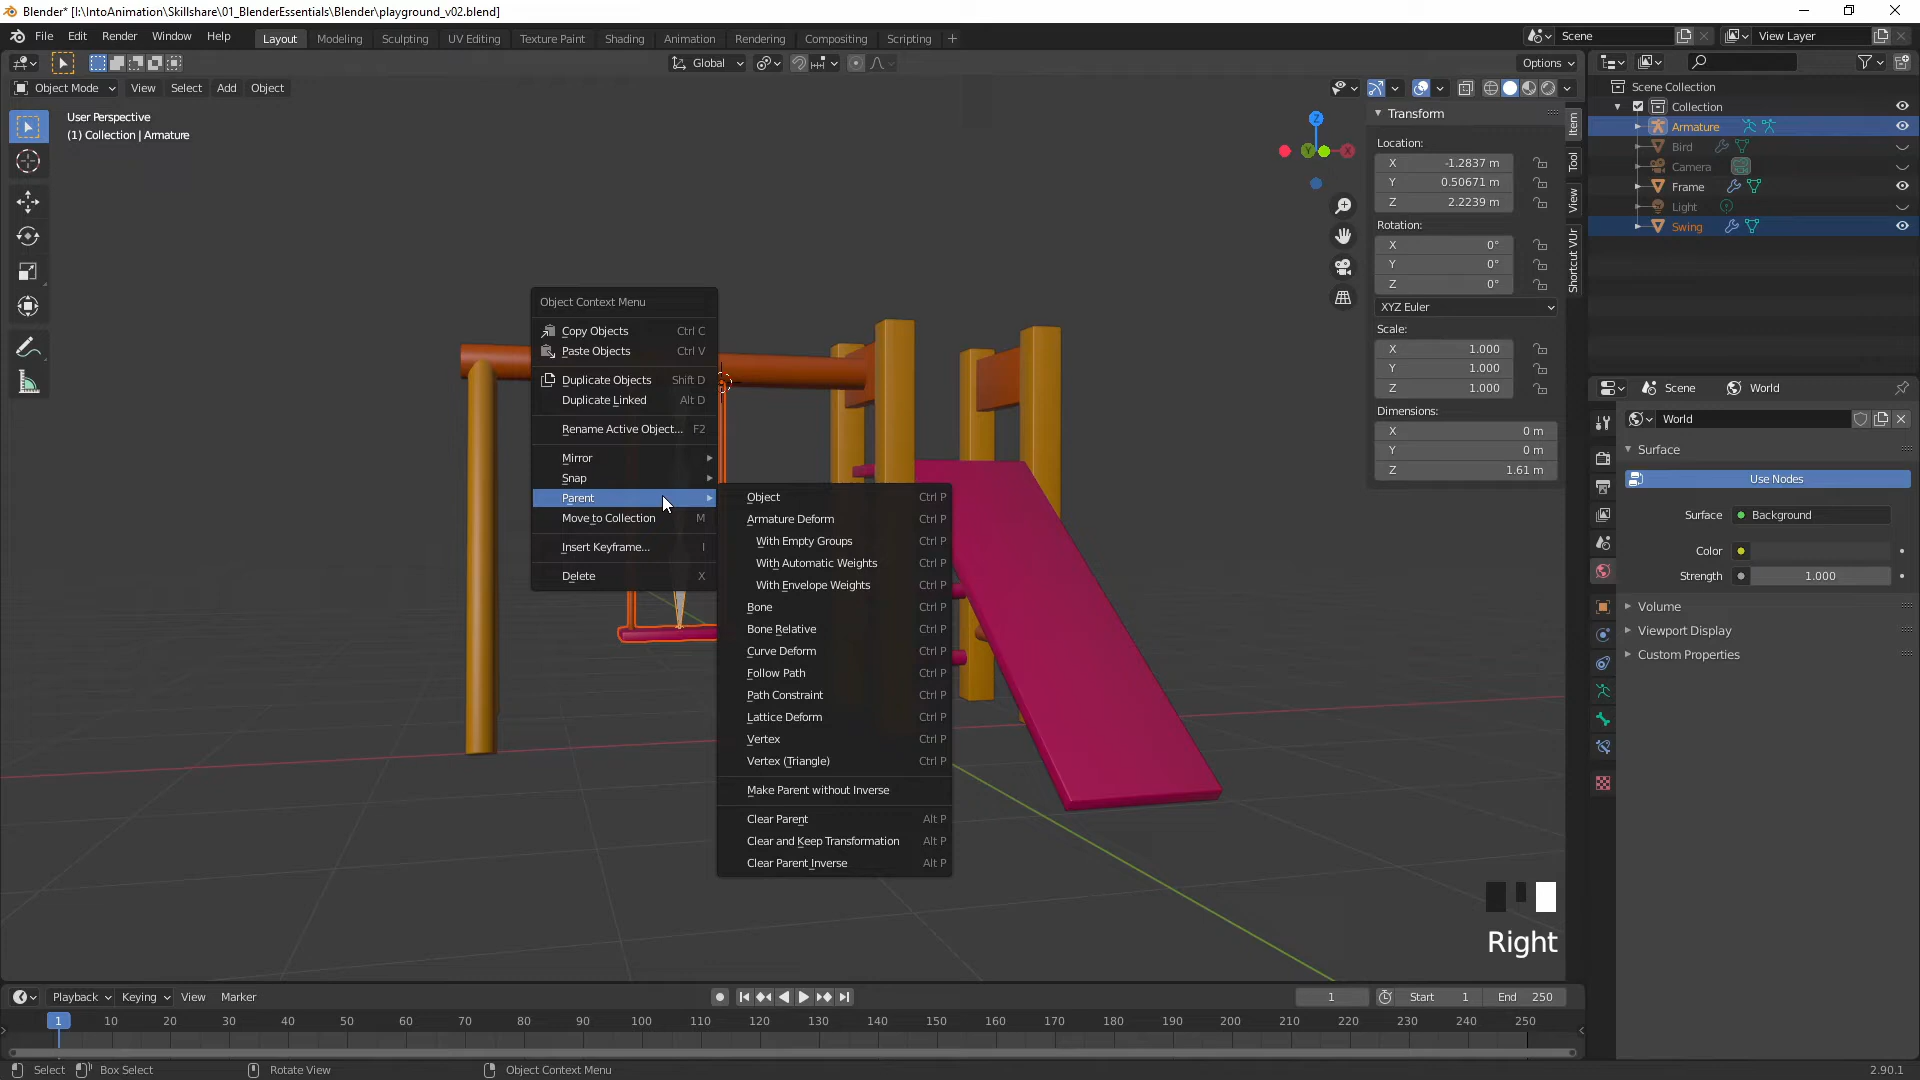 Blender* [I:\IntoAnimation\Skillshare\01_BlenderEssentials\Blender\playground_v02.blend]
File Edit Render Window Help Layout Modeling Sculpting UV Editing Texture Paint Shading Animation Rendering Compositing Scripting + Scene View Layer
Global Options
Object Mode View Select Add Object
User Perspective
(1) Collection | Armature
Z
Y
X
Object Context Menu
Copy Objects Ctrl C
Paste Objects Ctrl V
Duplicate Objects Shift D
Duplicate Linked Alt D
Rename Active Object... F2
Mirror
Snap
Parent
Move to Collection M
Insert Keyframe... I
Delete X
Object Ctrl P
Armature Deform Ctrl P
With Empty Groups Ctrl P
With Automatic Weights Ctrl P
With Envelope Weights Ctrl P
Bone Ctrl P
Bone Relative Ctrl P
Curve Deform Ctrl P
Follow Path Ctrl P
Path Constraint Ctrl P
Lattice Deform Ctrl P
Vertex Ctrl P
Vertex (Triangle) Ctrl P
Make Parent without Inverse
Clear Parent Alt P
Clear and Keep Transformation Alt P
Clear Parent Inverse Alt P
Transform
Location:
X -1.2837 m
Y 0.50671 m
Z 2.2239 m
Rotation:
X 0°
Y 0°
Z 0°
XYZ Euler
Scale:
X 1.000
Y 1.000
Z 1.000
Dimensions:
X 0 m
Y 0 m
Z 1.61 m
Item
Tool
View
Shortcut VUr
Scene Collection
Collection
Armature
Bird
Camera
Frame
Light
Swing
Scene World
World
Surface
Use Nodes
Surface Background
Color
Strength 1.000
Volume
Viewport Display
Custom Properties
Right
Playback Keying View Marker 1 Start 1 End 250
1 10 20 30 40 50 60 70 80 90 100 110 120 130 140 150 160 170 180 190 200 210 220 230 240 250
Select Box Select Rotate View Object Context Menu 2.90.1